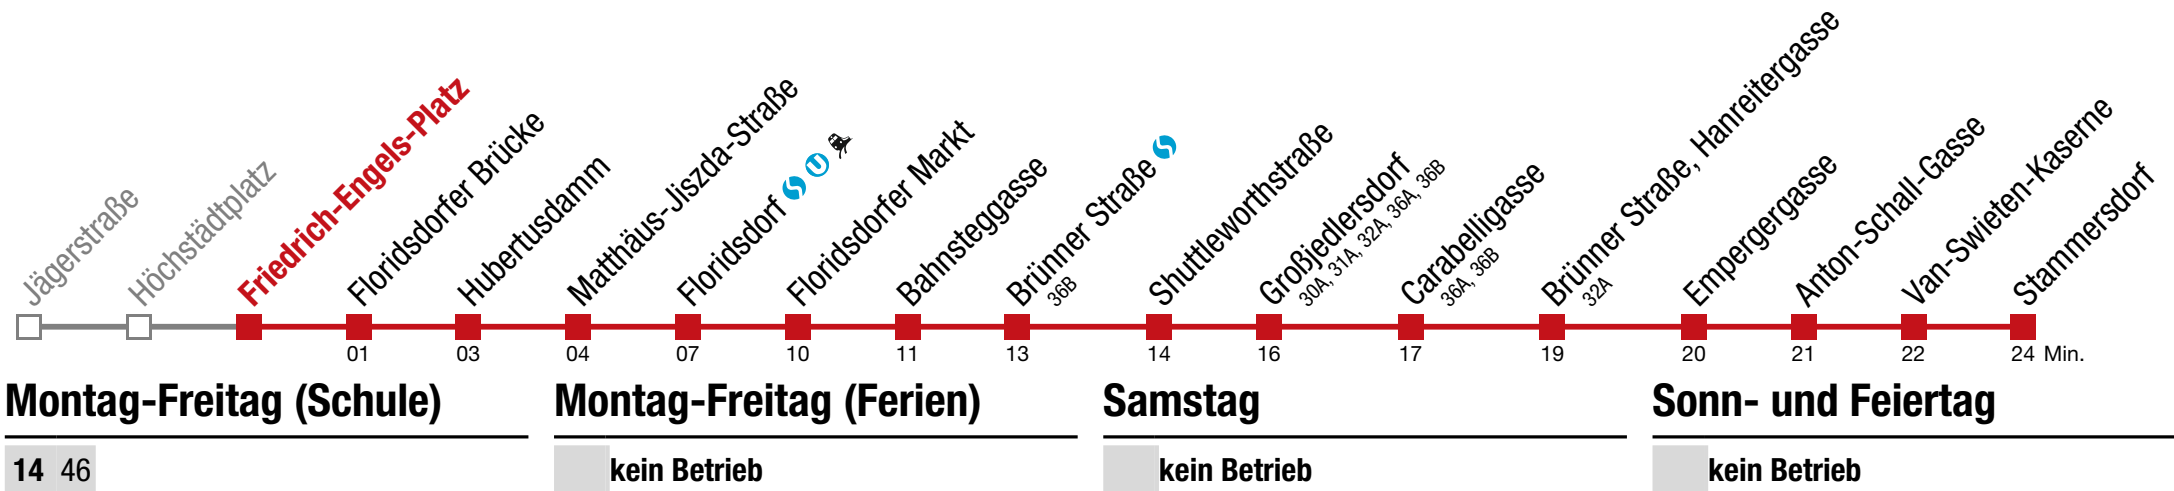 Jägerstraße
Höchstädtplatz
Friedrich-Engels-Platz
Floridsdorfer Brücke
Hubertusdamm
Matthäus-Jiszda-Straße
Floridsdorf S U
Floridsdorfer Markt
Bahnsteggasse
Brünner Straße S
36B
Shuttleworthstraße
Großjedlersdorf
30A, 31A, 32A, 36A, 36B
Carabelligasse
36A, 36B
Brünner Straße, Hanreitergasse
32A
Empergergasse
Anton-Schall-Gasse
Van-Swieten-Kaserne
Stammersdorf
01 03 04 07 10 11 13 14 16 17 19 20 21 22 24 Min.
Montag-Freitag (Schule)
14 46
Montag-Freitag (Ferien)
kein Betrieb
Samstag
kein Betrieb
Sonn- und Feiertag
kein Betrieb